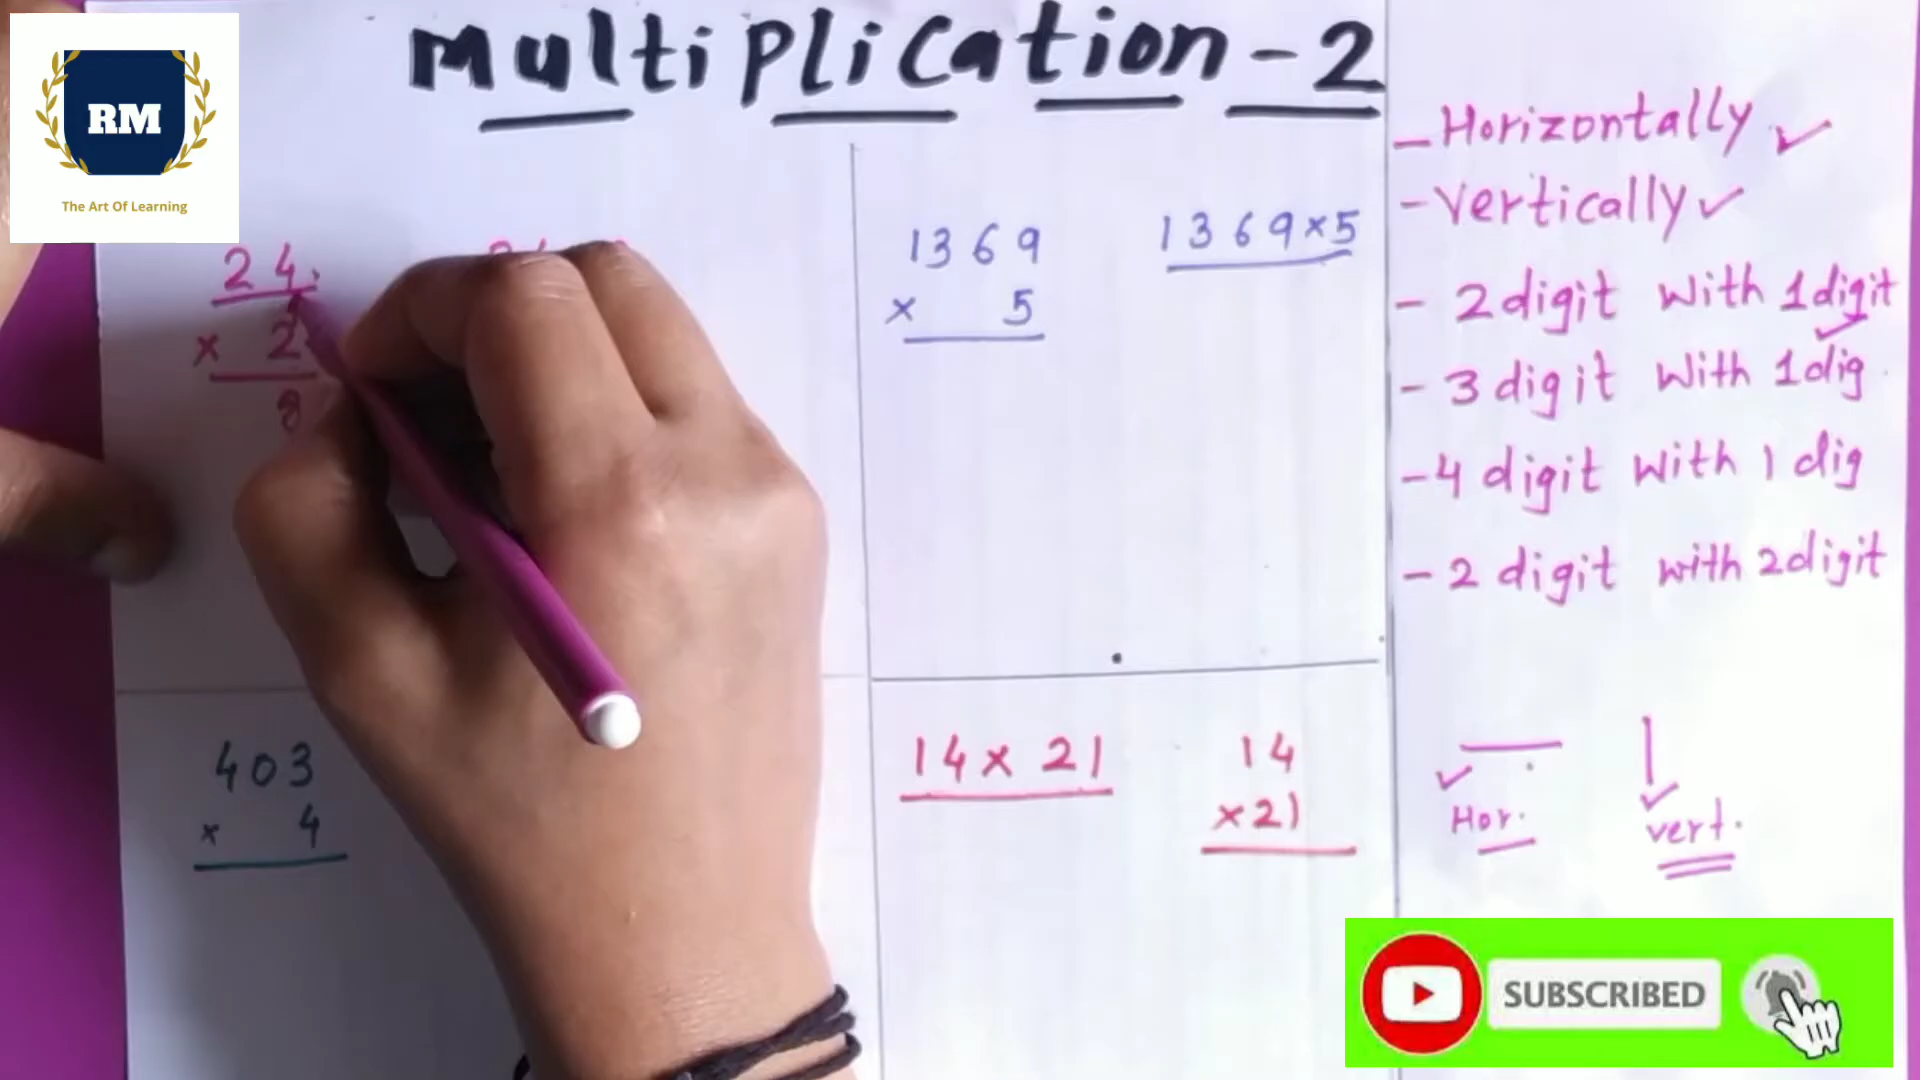 Multiplication - 2
RM
The Art Of Learning
24
× 2
8
1369
× 5
1369×5
403
× 4
14 × 21
14
×21
- Horizontally ✓
- Vertically ✓
- 2 digit with 1 digit
- 3 digit with 1 dig
- 4 digit with 1 dig
- 2 digit with 2 digit
Hor.
vert.
SUBSCRIBED